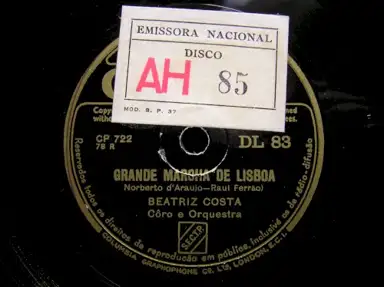 EMISSORA NACIONAL
DISCO
AH 85
MOD. S. P. 37
CP 722
78 R
DL 83
GRANDE MARCHA DE LISBOA
Norberto d'Araujo—Raul Ferrão)
BEATRIZ COSTA
Côro e Orquestra
SECTR
Reservados todos os direitos de reprodução em público, inclusivé os de rádio-difusão
COLUMBIA GRAPHOPHONE Co. LTD, LONDON, E.C.1.